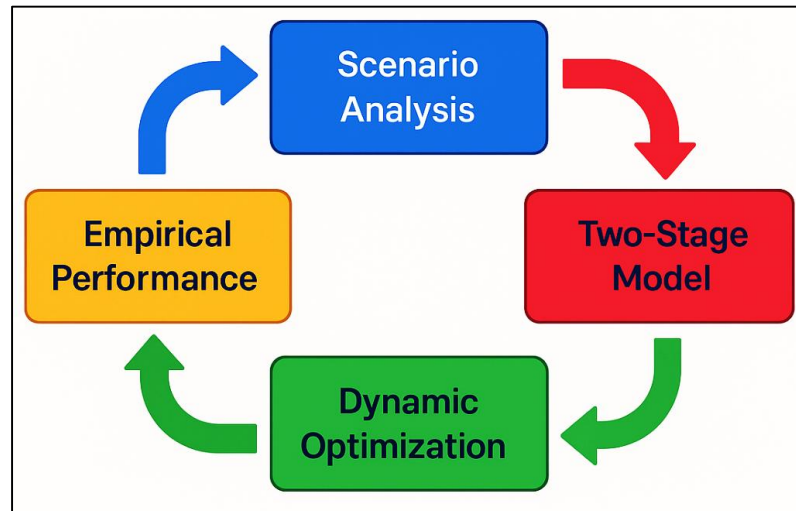 Scenario
Analysis
Two-Stage
Model
Dynamic
Optimization
Empirical
Performance